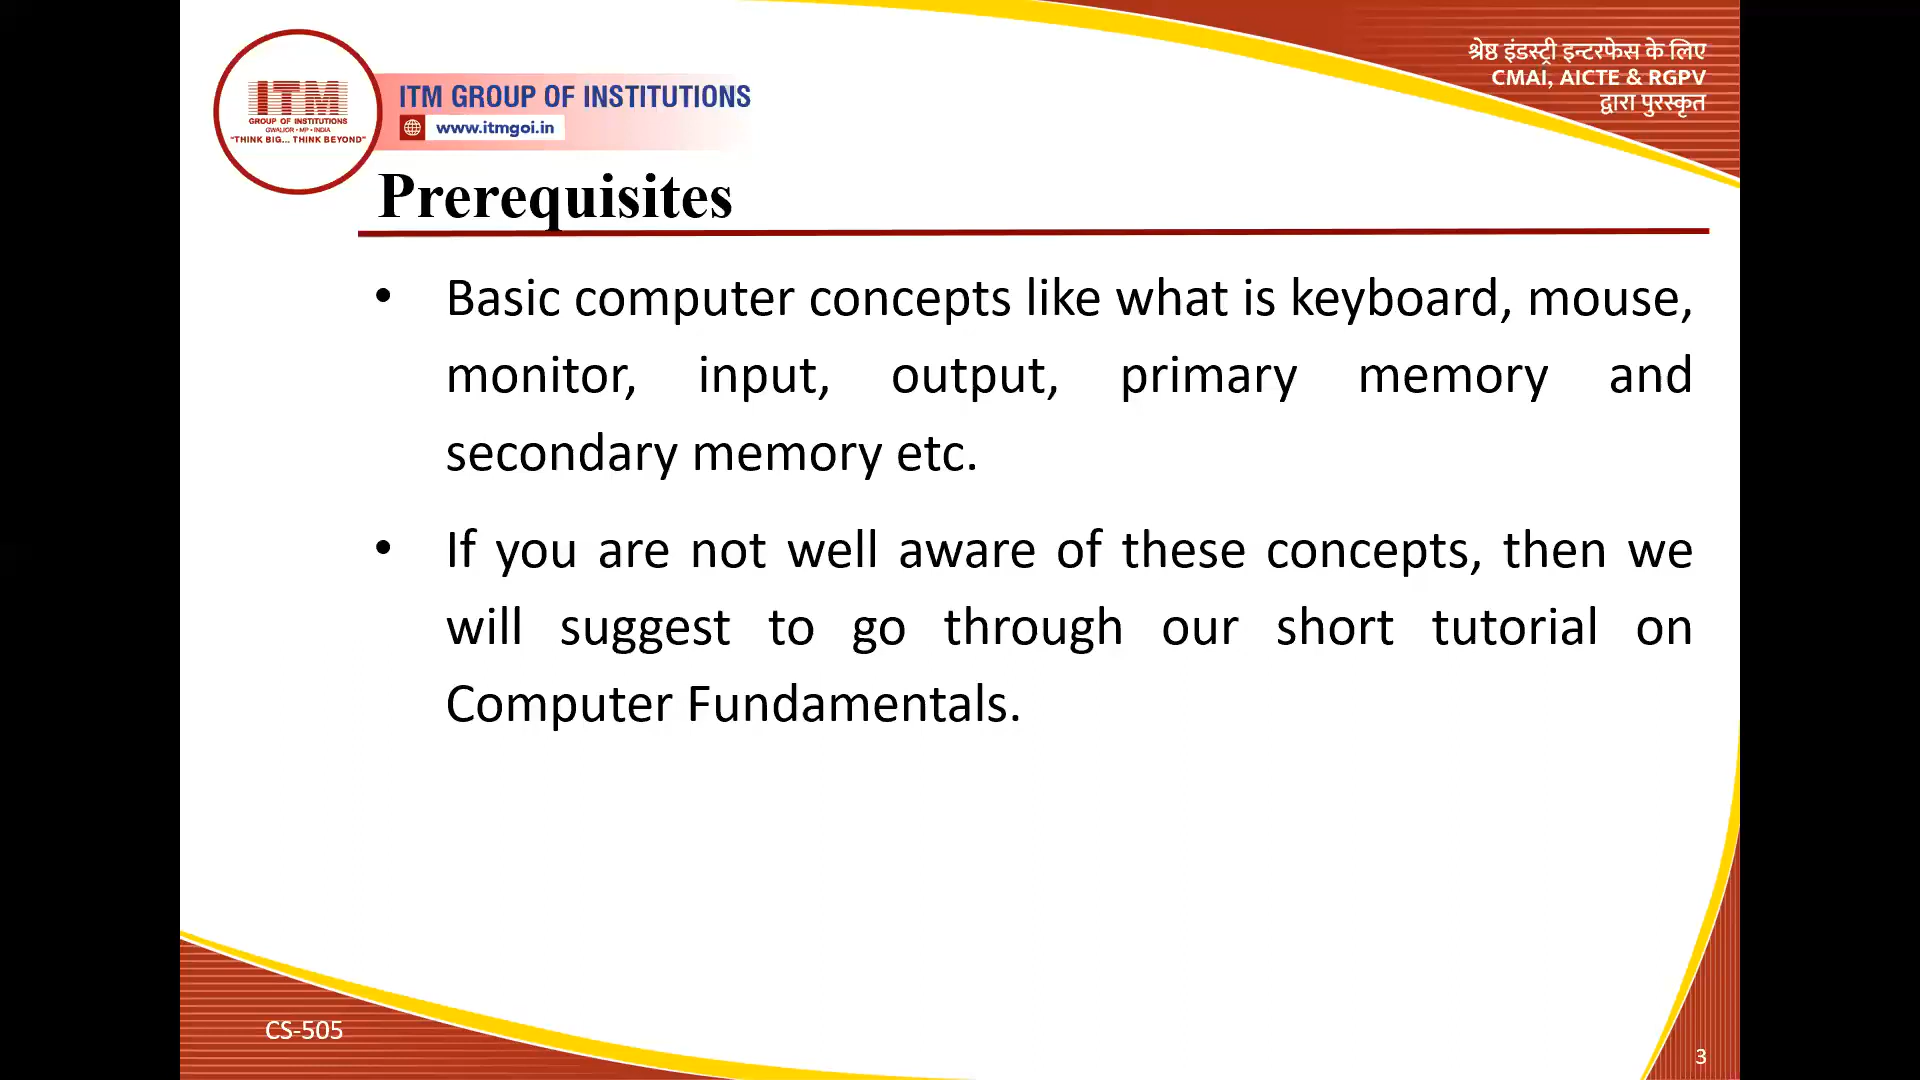 ITM
GROUP OF INSTITUTIONS
GWALIOR • MP • INDIA
"THINK BIG... THINK BEYOND"
ITM GROUP OF INSTITUTIONS
www.itmgoi.in
श्रेष्ठ इंडस्ट्री इन्टरफेस के लिए
CMAI, AICTE & RGPV
द्वारा पुरस्कृत
Prerequisites
• Basic computer concepts like what is keyboard, mouse,
monitor, input, output, primary memory and
secondary memory etc.
• If you are not well aware of these concepts, then we
will suggest to go through our short tutorial on
Computer Fundamentals.
CS-505
3